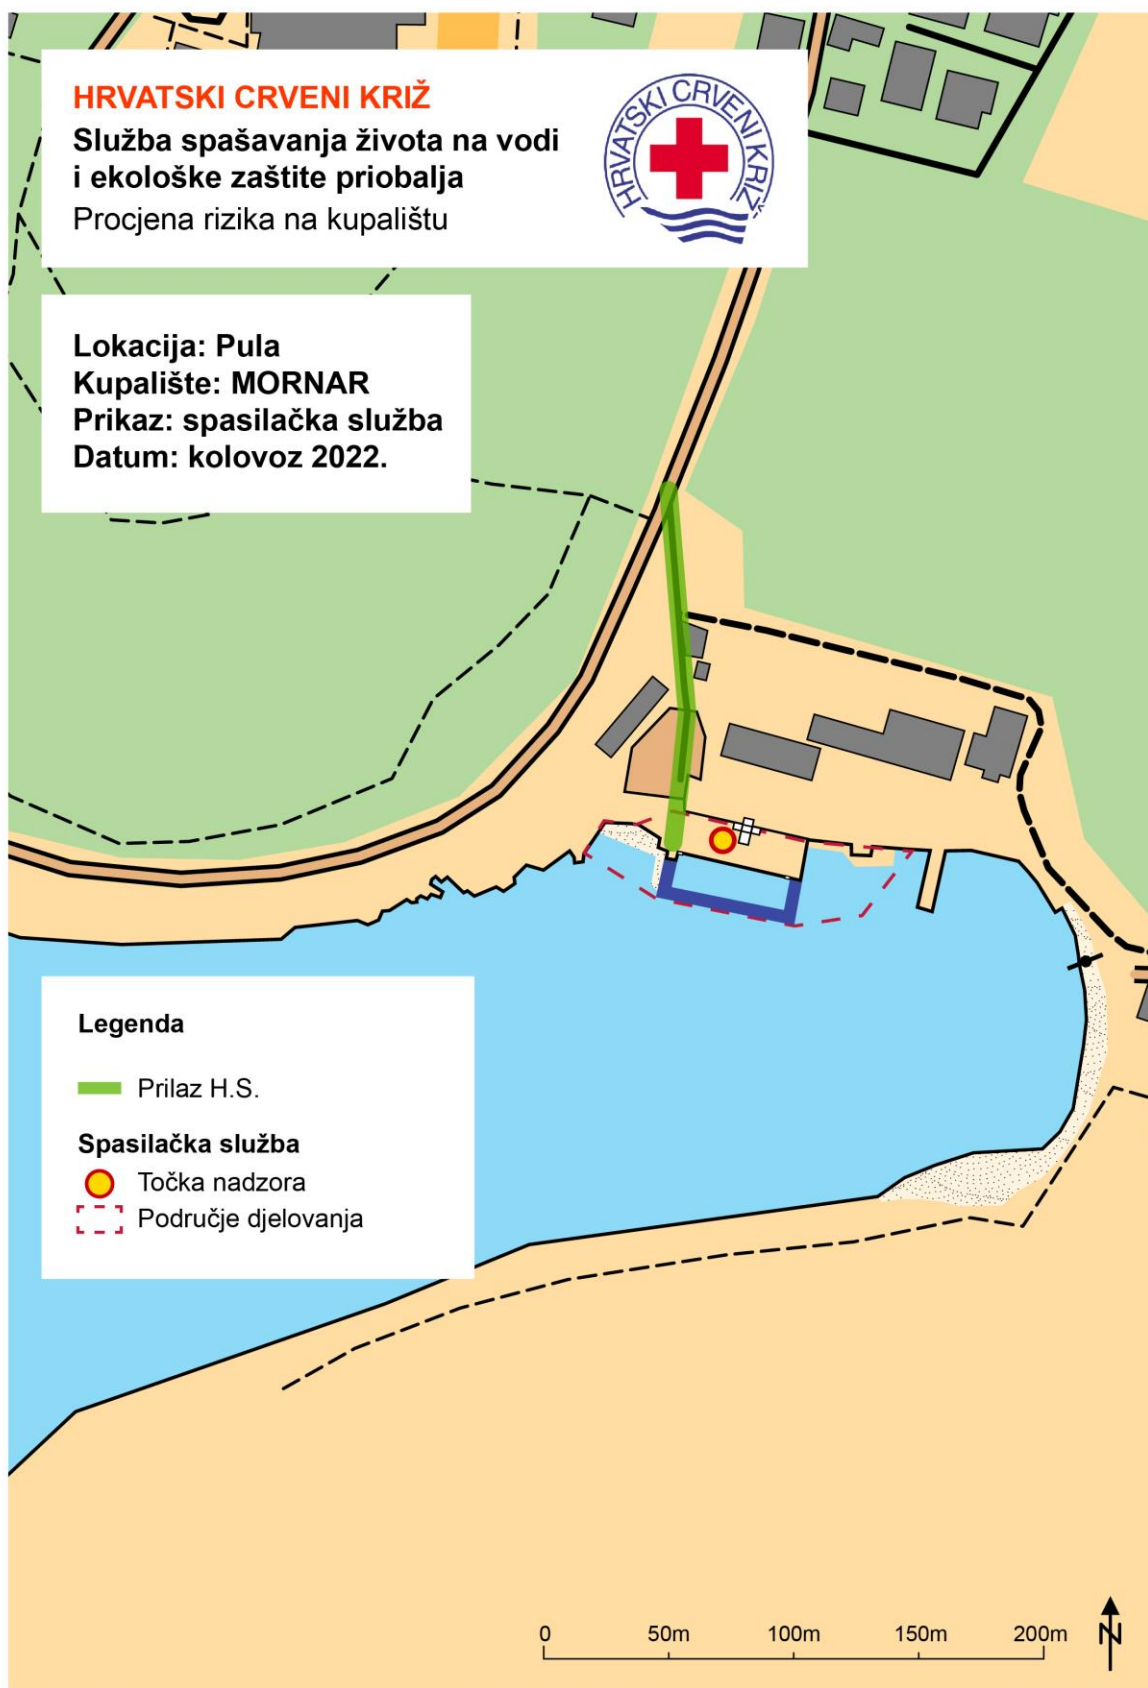 HRVATSKI CRVENI KRIŽ
Služba spašavanja života na vodi
i ekološke zaštite priobalja
Procjena rizika na kupalištu
HRVATSKI CRVENI KRIŽ
Lokacija: Pula
Kupalište: MORNAR
Prikaz: spasilačka služba
Datum: kolovoz 2022.
Legenda
Prilaz H.S.
Spasilačka služba
Točka nadzora
Područje djelovanja
0 50m 100m 150m 200m
N